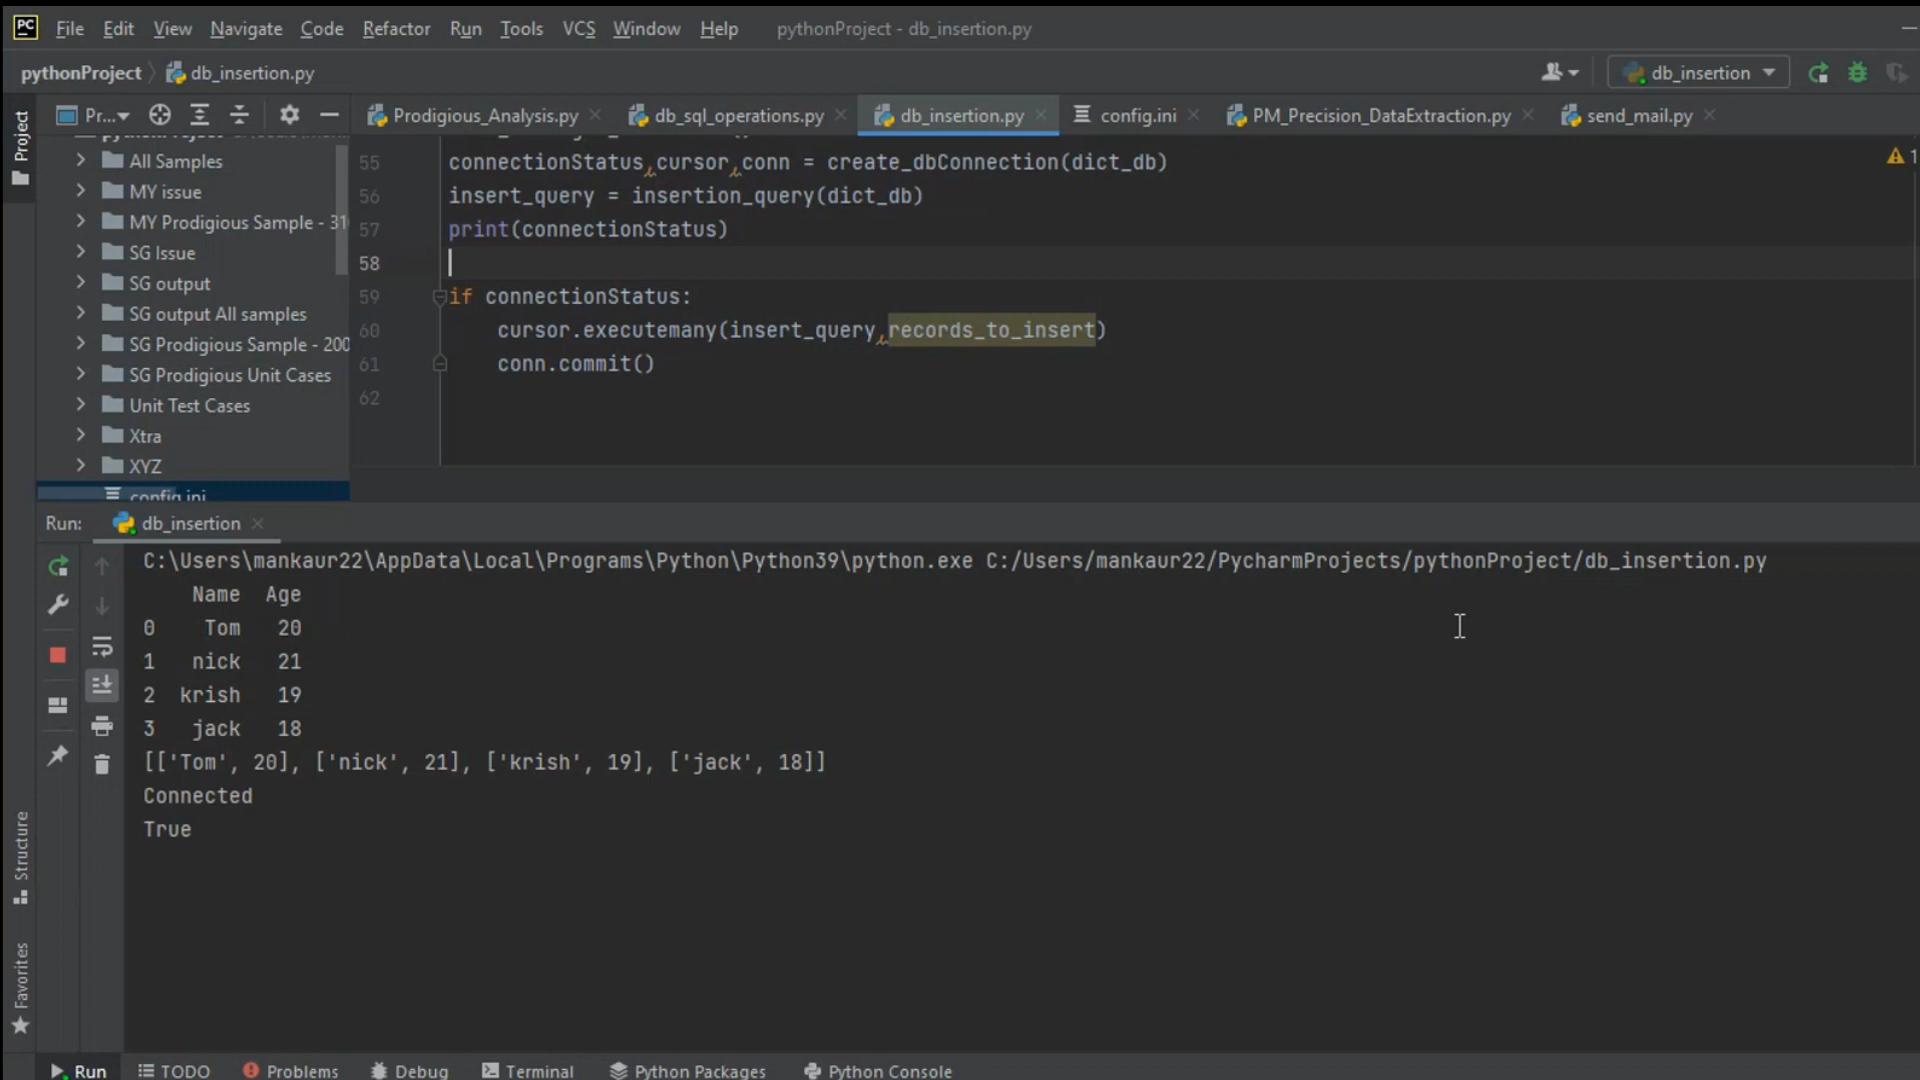 PC File Edit View Navigate Code Refactor Run Tools VCS Window Help pythonProject - db_insertion.py
pythonProject db_insertion.py
db_insertion
Pr...
Prodigious_Analysis.py db_sql_operations.py db_insertion.py config.ini PM_Precision_DataExtraction.py send_mail.py
Project
All Samples
MY issue
MY Prodigious Sample - 31
SG Issue
SG output
SG output All samples
SG Prodigious Sample - 200
SG Prodigious Unit Cases
Unit Test Cases
Xtra
XYZ
config.ini
55 connectionStatus,cursor,conn = create_dbConnection(dict_db)
56 insert_query = insertion_query(dict_db)
57 print(connectionStatus)
58
59 if connectionStatus:
60 cursor.executemany(insert_query,records_to_insert)
61 conn.commit()
62
1
Run: db_insertion
C:\Users\mankaur22\AppData\Local\Programs\Python\Python39\python.exe C:/Users/mankaur22/PycharmProjects/pythonProject/db_insertion.py
Name Age
0 Tom 20
1 nick 21
2 krish 19
3 jack 18
[['Tom', 20], ['nick', 21], ['krish', 19], ['jack', 18]]
Connected
True
Structure
Favorites
Run TODO Problems Debug Terminal Python Packages Python Console